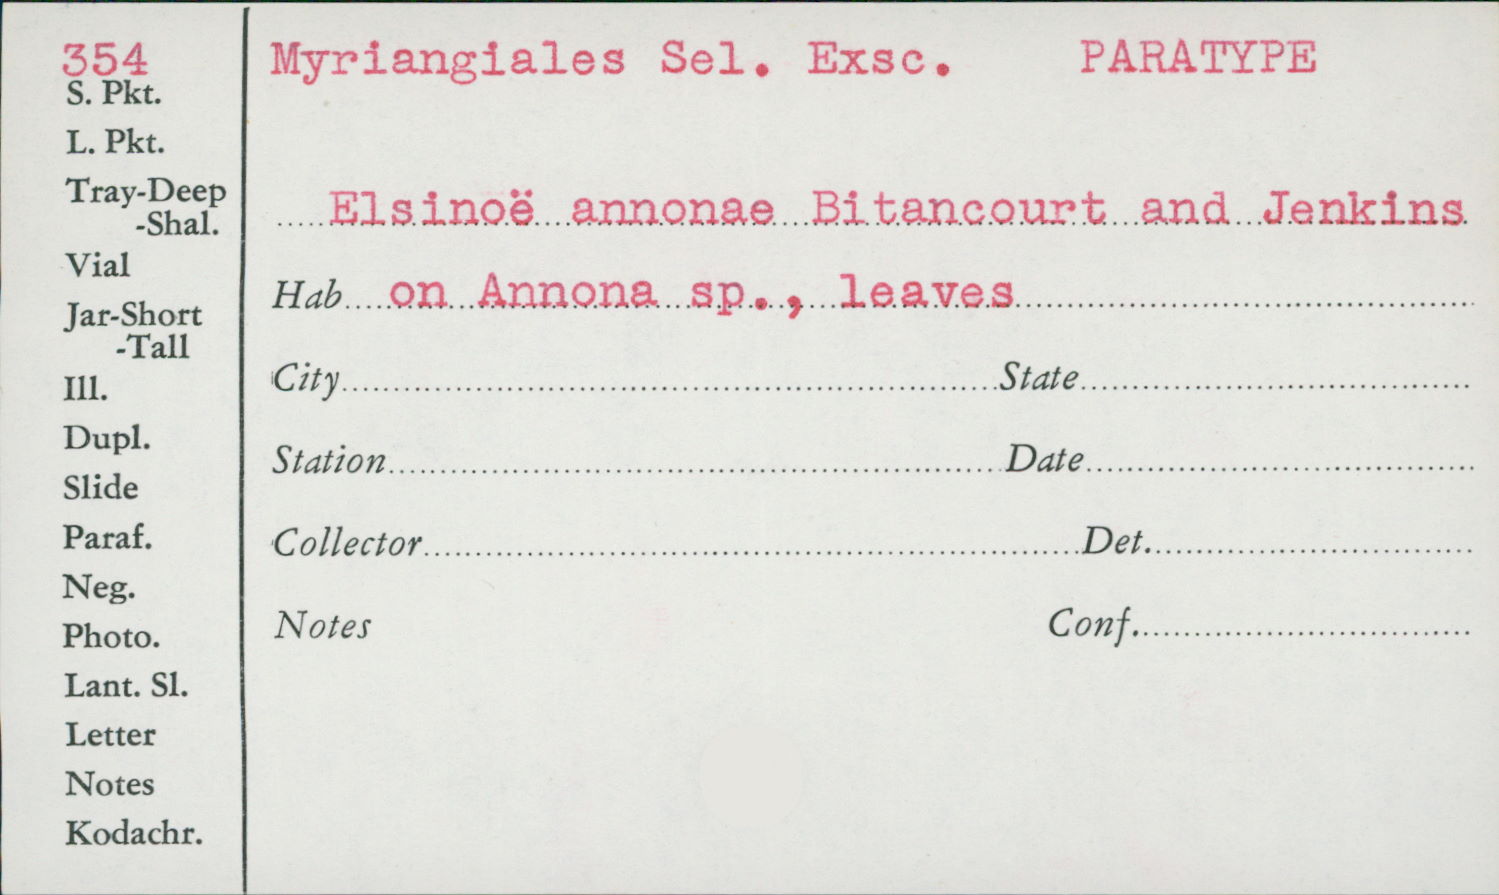 354
S. Pkt.
L. Pkt.
Tray-Deep
-Shal.
Vial
Jar-Short
-Tall
Ill.
Dupl.
Slide
Paraf.
Neg.
Photo.
Lant. Sl.
Letter
Notes
Kodachr.
Myriangiales Sel. Exsc. PARATYPE
Elsinoë annonae Bitancourt and Jenkins
Hab on Annona sp., leaves
City State
Station Date
Collector Det.
Notes Conf.